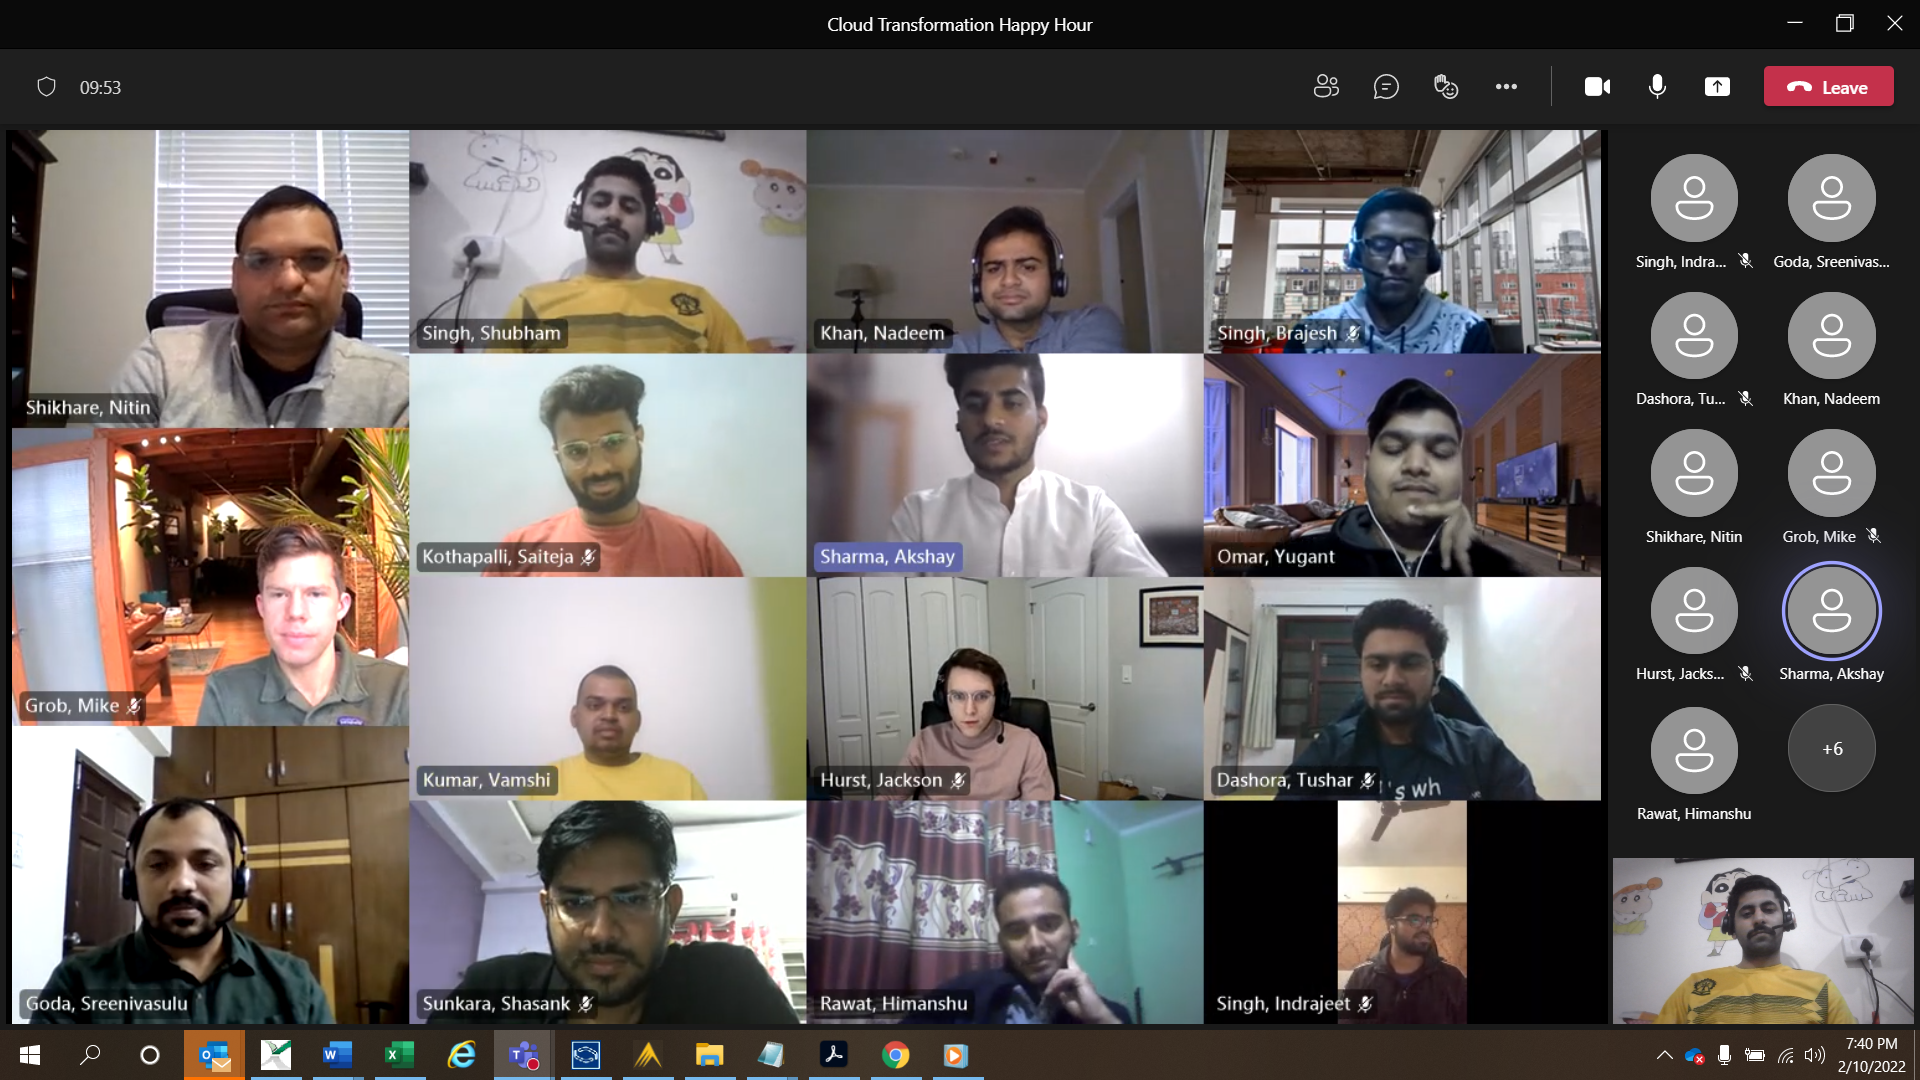 Cloud Transformation Happy Hour
09:53
Leave
Shikhare, Nitin
Singh, Shubham
Khan, Nadeem
Singh, Brajesh
Grob, Mike
Kothapalli, Saiteja
Sharma, Akshay
Omar, Yugant
Kumar, Vamshi
Hurst, Jackson
Dashora, Tushar
's wh
Goda, Sreenivasulu
Sunkara, Shasank
Rawat, Himanshu
Singh, Indrajeet
Singh, Indra...
Goda, Sreenivas...
Dashora, Tu...
Khan, Nadeem
Shikhare, Nitin
Grob, Mike
Hurst, Jacks...
Sharma, Akshay
Rawat, Himanshu
+6
7:40 PM
2/10/2022